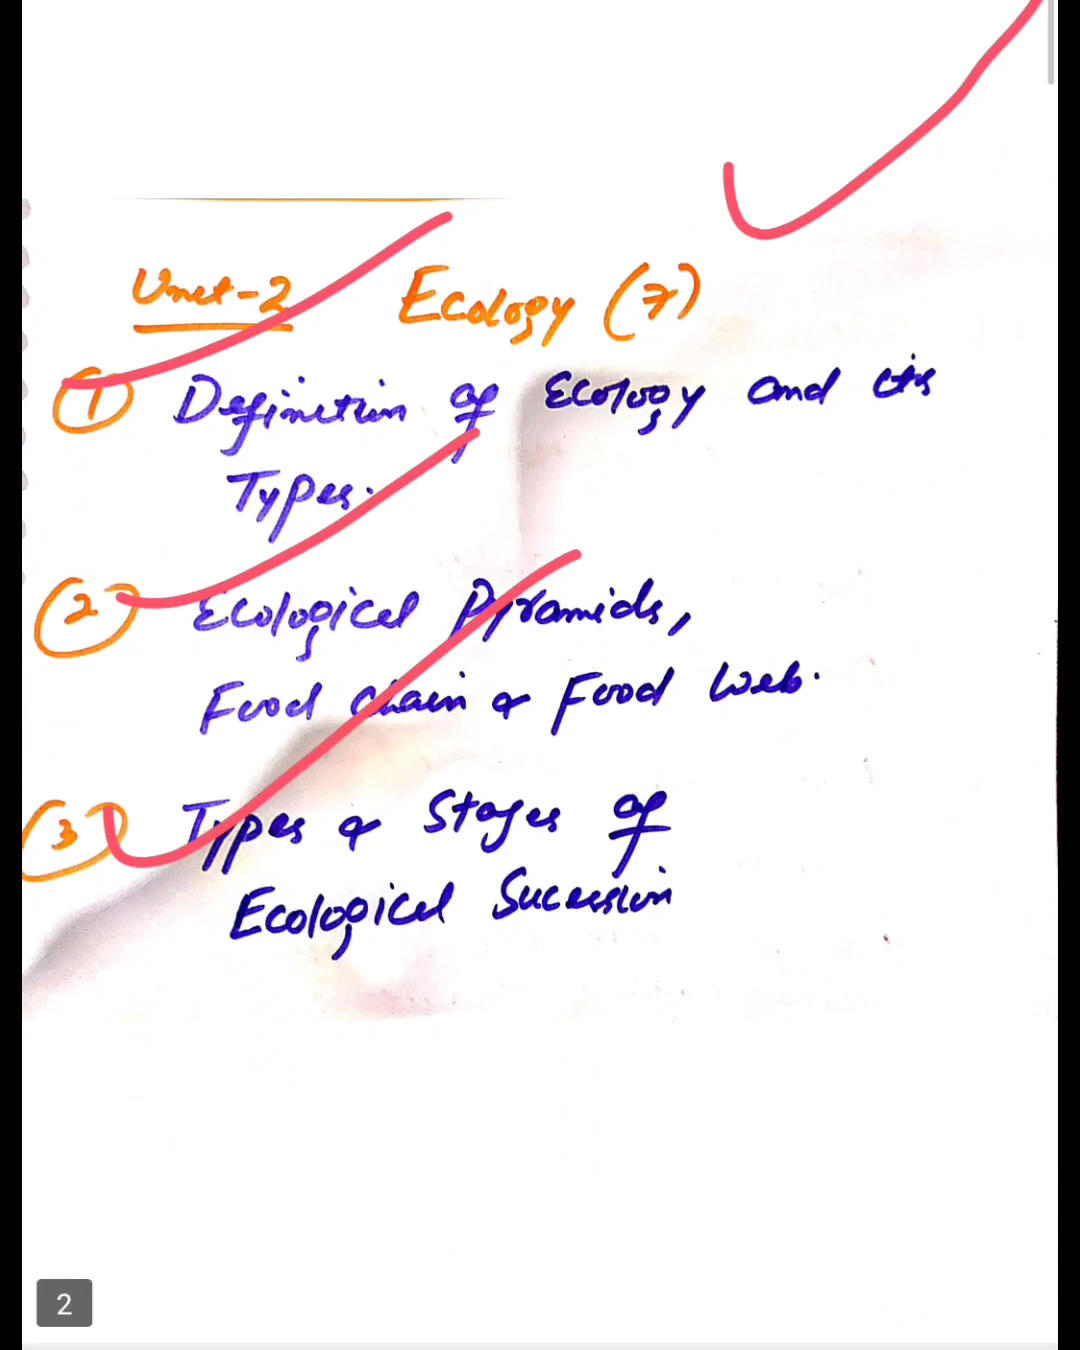 Unit-2 Ecology (7)
1 Definition of Ecology and its
Types.
2 Ecological Pyramids,
Food Chain & Food Web.
3 Types & Stages of
Ecological Sucession
2